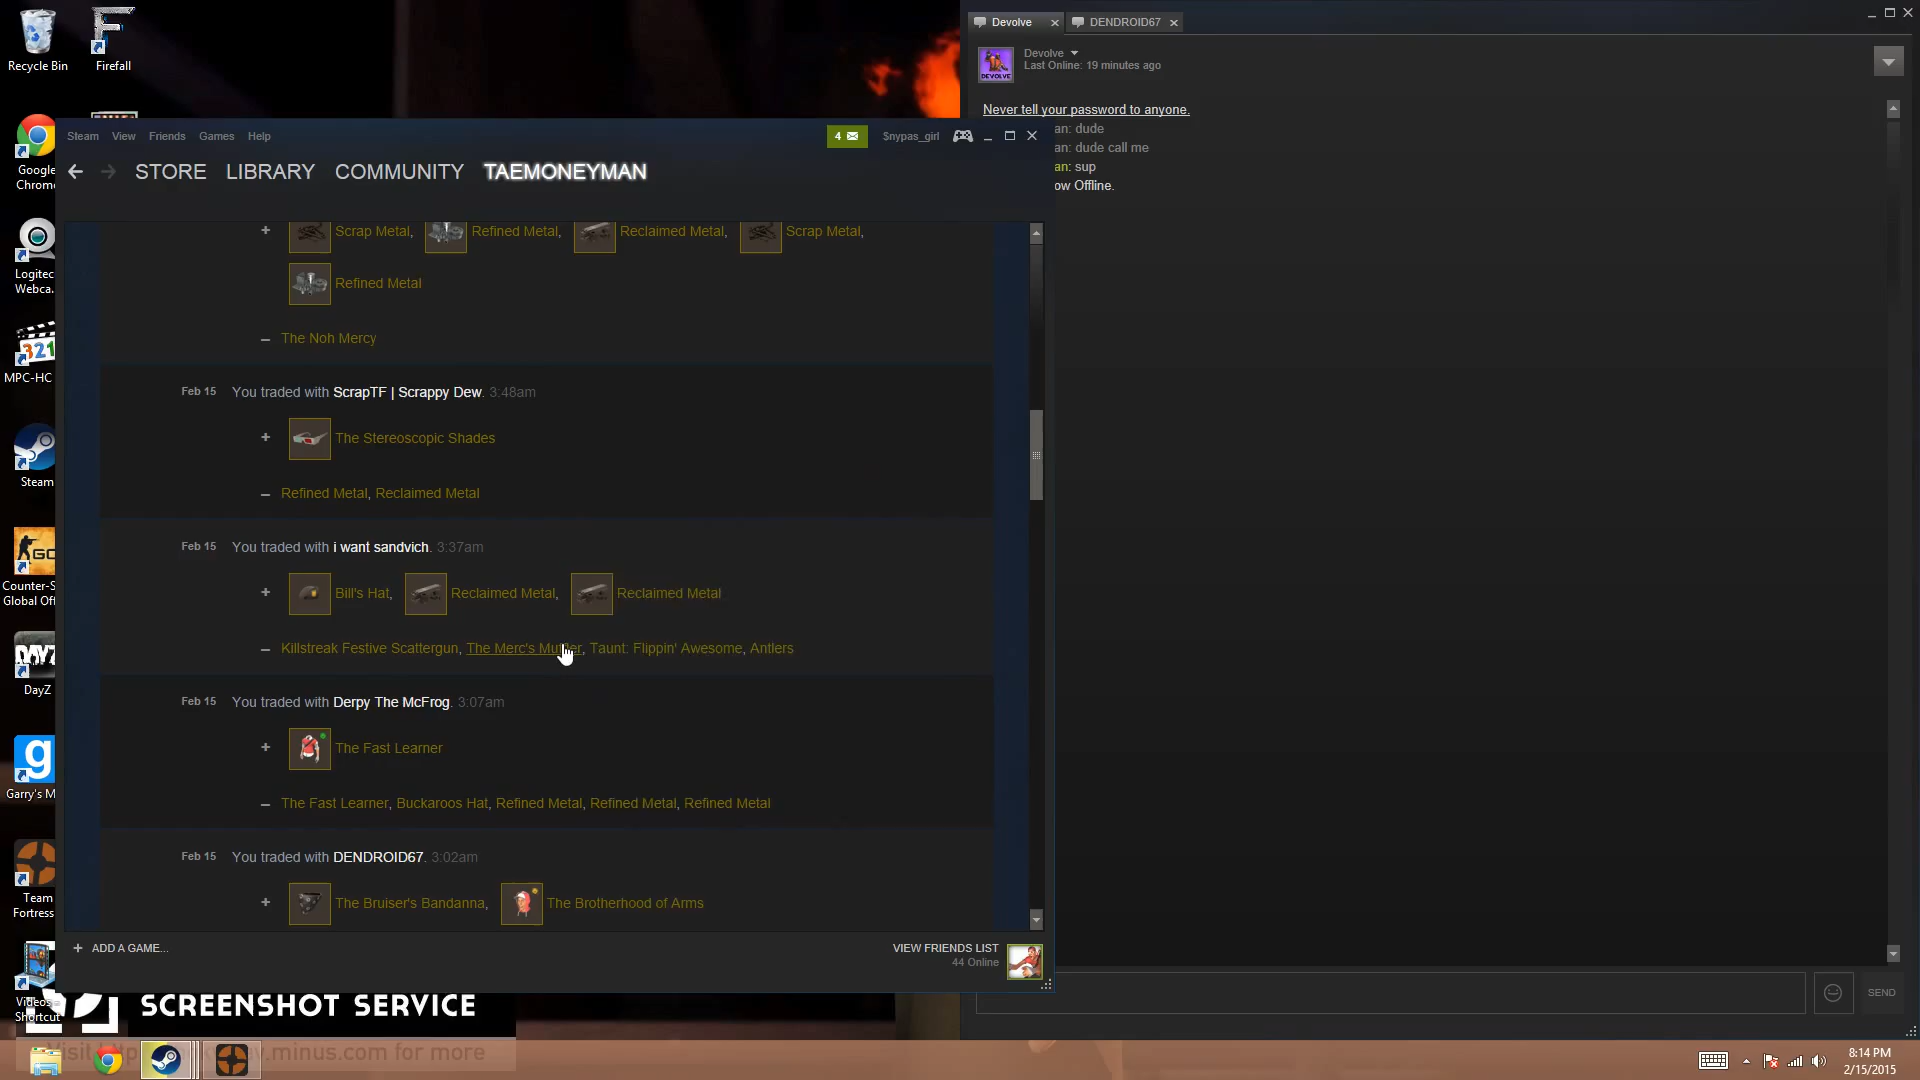 Recycle Bin
Firefall
Google
Chrom
Logitec
Webca.
MPC-HC
Steam
Counter-S
Global Off
DayZ
Garry's M
Team
Fortress
Videos -
Shortcut
Steam View Friends Games Help
4
$nypas_girl
STORE LIBRARY COMMUNITY TAEMONEYMAN
+ Scrap Metal, Refined Metal, Reclaimed Metal, Scrap Metal,
Refined Metal
– The Noh Mercy
Feb 15 You traded with ScrapTF | Scrappy Dew. 3:48am
+ The Stereoscopic Shades
– Refined Metal, Reclaimed Metal
Feb 15 You traded with i want sandvich. 3:37am
+ Bill's Hat, Reclaimed Metal, Reclaimed Metal
– Killstreak Festive Scattergun, The Merc's , Taunt: Flippin' Awesome, Antlers
Feb 15 You traded with Derpy The McFrog. 3:07am
+ The Fast Learner
– The Fast Learner, Buckaroos Hat, Refined Metal, Refined Metal, Refined Metal
Feb 15 You traded with DENDROID67. 3:02am
+ The Bruiser's Bandanna, The Brotherhood of Arms
+ ADD A GAME...
VIEW FRIENDS LIST
44 Online
Devolve
DENDROID67
Devolve
Last Online: 19 minutes ago
DEVOLVE
Never tell your password to anyone.
an: dude
an: dude call me
an: sup
ow Offline.
SEND
SCREENSHOT SERVICE
.minus.com for more
8:14 PM
2/15/2015